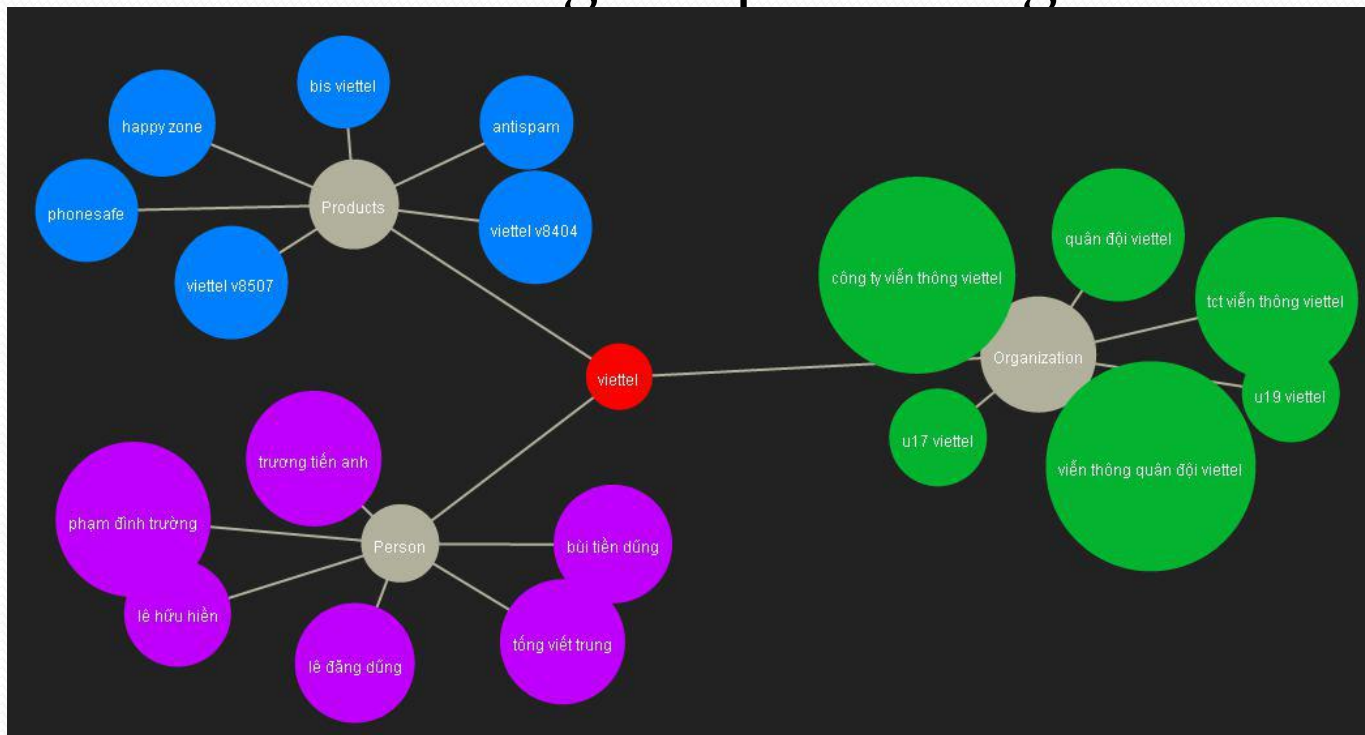 bis viettel
happy zone
antispam
phonesafe
Products
viettel v8404
viettel v8507
quân đội viettel
công ty viễn thông viettel
tct viễn thông viettel
Organization
viettel
u19 viettel
u17 viettel
viễn thông quân đội viettel
trương tiến anh
phạm đình trường
Person
bùi tiền dũng
lê hữu hiền
tống viết trung
lê đăng dũng